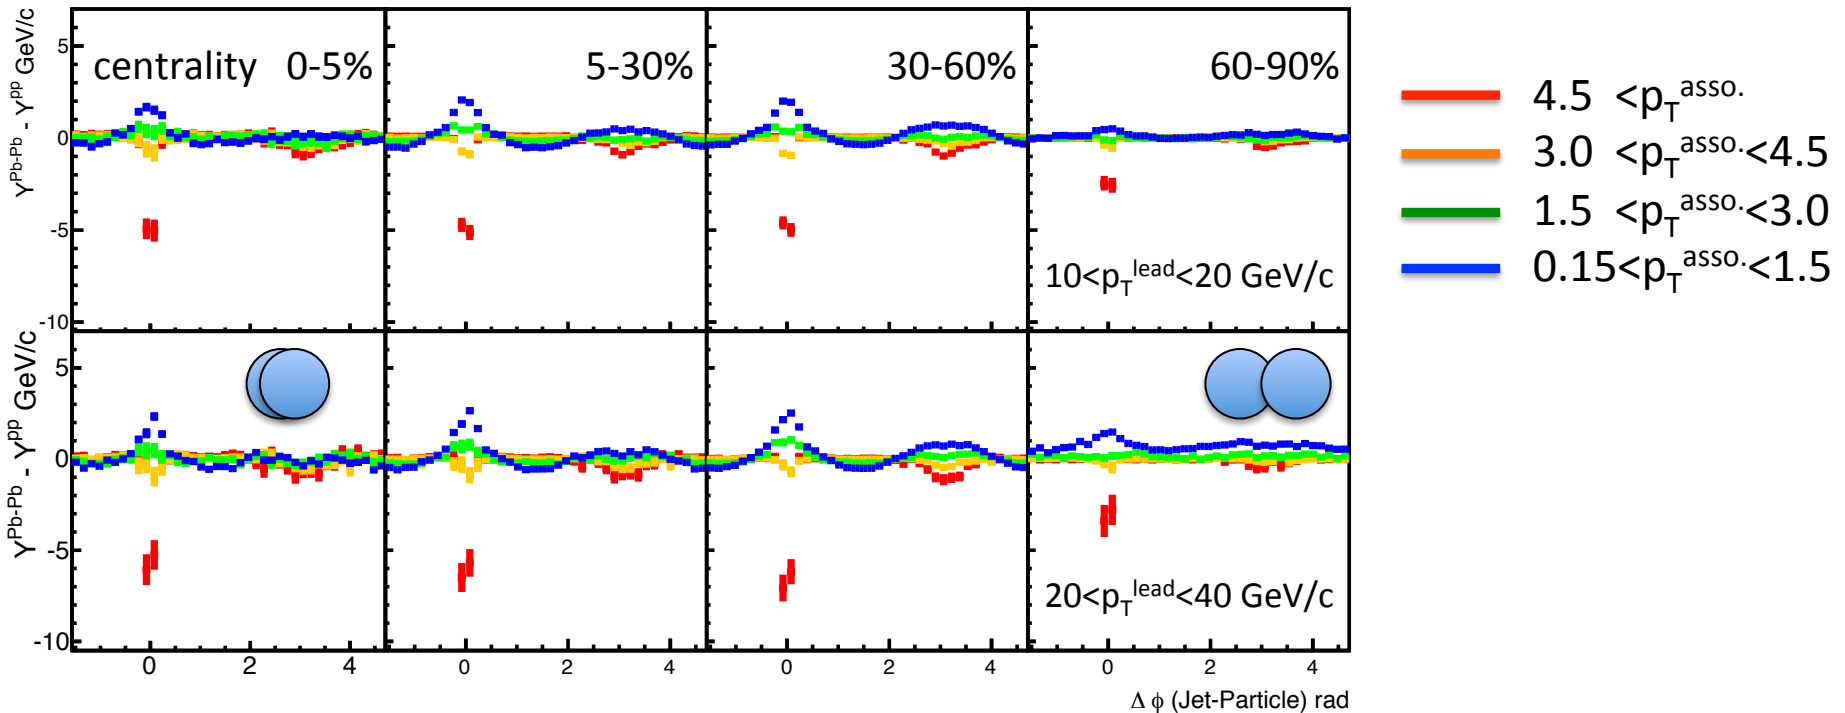 centrality 0-5%
5-30%
30-60%
60-90%
Y^Pb-Pb - Y^pp GeV/c
5
0
-5
-10
10<p_T^lead<20 GeV/c
4.5 <p_T^asso.
3.0 <p_T^asso.<4.5
1.5 <p_T^asso.<3.0
0.15<p_T^asso.<1.5
Y^Pb-Pb - Y^pp GeV/c
5
0
-5
-10
20<p_T^lead<40 GeV/c
0 2 4 0 2 4 0 2 4 0 2 4
Δ ϕ (Jet-Particle) rad